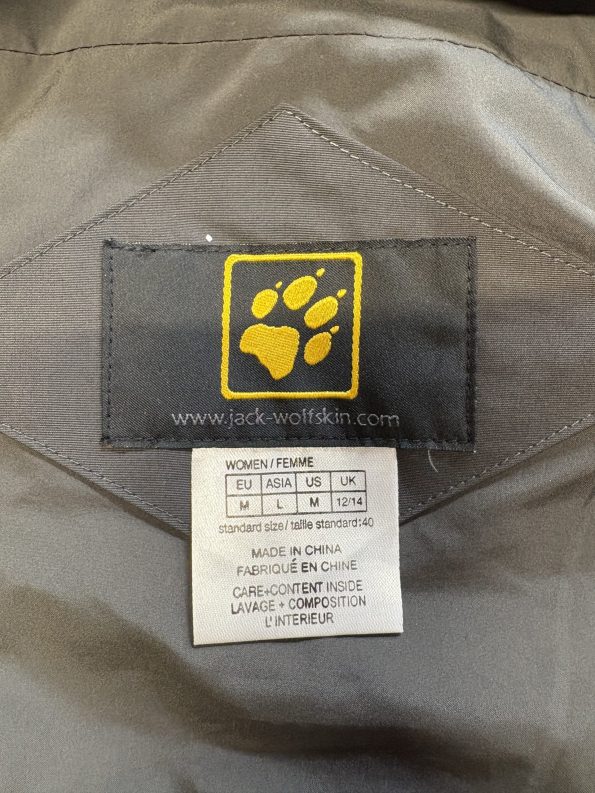 www.jack-wolfskin.com
WOMEN / FEMME
EU ASIA US UK
M L M 12/14
standard size / taille standard:40
MADE IN CHINA
FABRIQUÉ EN CHINE
CARE+CONTENT INSIDE
LAVAGE + COMPOSITION
L'INTERIEUR